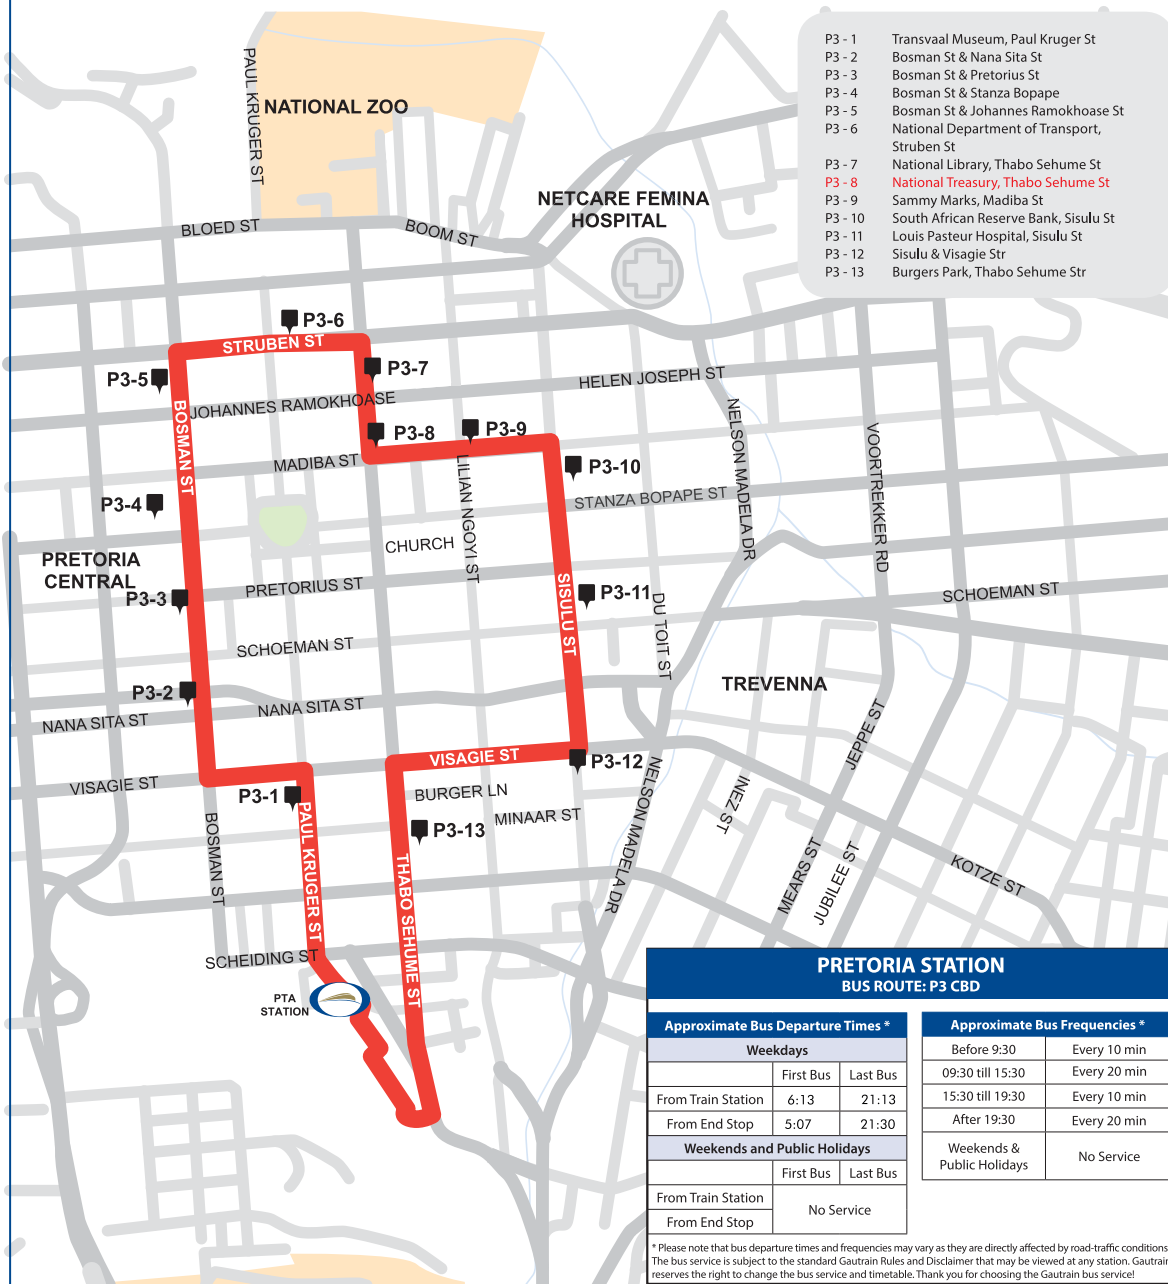 P3 - 1 Transvaal Museum, Paul Kruger St
P3 - 2 Bosman St & Nana Sita St
P3 - 3 Bosman St & Pretorius St
P3 - 4 Bosman St & Stanza Bopape
P3 - 5 Bosman St & Johannes Ramokhoase St
P3 - 6 National Department of Transport,
Struben St
P3 - 7 National Library, Thabo Sehume St
P3 - 8 National Treasury, Thabo Sehume St
P3 - 9 Sammy Marks, Madiba St
P3 - 10 South African Reserve Bank, Sisulu St
P3 - 11 Louis Pasteur Hospital, Sisulu St
P3 - 12 Sisulu & Visagie Str
P3 - 13 Burgers Park, Thabo Sehume Str
PAUL KRUGER ST
NATIONAL ZOO
NETCARE FEMINA
HOSPITAL
BLOED ST
BOOM ST
P3-6
STRUBEN ST
P3-7
P3-5
HELEN JOSEPH ST
JOHANNES RAMOKHOASE
BOSMAN ST
P3-8
P3-9
NELSON MADELA DR
VOORTREKKER RD
MADIBA ST
LILIAN NGOYI ST
P3-10
P3-4
STANZA BOPAPE ST
CHURCH
PRETORIA
CENTRAL
P3-3
PRETORIUS ST
SISULU ST
P3-11
DU TOIT ST
SCHOEMAN ST
SCHOEMAN ST
P3-2
TREVENNA
NANA SITA ST
NANA SITA ST
JEPPE ST
VISAGIE ST
P3-12
VISAGIE ST
P3-1
BURGER LN
MINAAR ST
INEZ ST
NELSON MADELA DR
P3-13
BOSMAN ST
PAUL KRUGER ST
THABO SEHUME ST
MEARS ST
JUBILEE ST
KOTZE ST
SCHEIDING ST
PTA
STATION
PRETORIA STATION
BUS ROUTE: P3 CBD
Approximate Bus Departure Times *
Weekdays
First Bus Last Bus
From Train Station 6:13 21:13
From End Stop 5:07 21:30
Weekends and Public Holidays
First Bus Last Bus
From Train Station No Service
From End Stop
Approximate Bus Frequencies *
Before 9:30 Every 10 min
09:30 till 15:30 Every 20 min
15:30 till 19:30 Every 10 min
After 19:30 Every 20 min
Weekends &
Public Holidays No Service
* Please note that bus departure times and frequencies may vary as they are directly affected by road-traffic conditions
The bus service is subject to the standard Gautrain Rules and Disclaimer that may be viewed at any station. Gautrain
reserves the right to change the bus service and timetable. Thank you for choosing the Gautrain bus service!